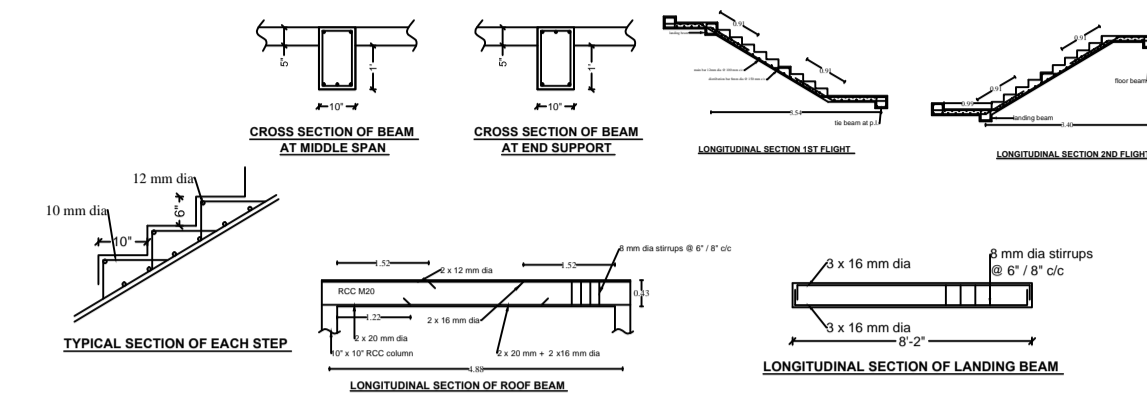 5"
1'
10"
CROSS SECTION OF BEAM
AT MIDDLE SPAN
5"
1'
10"
CROSS SECTION OF BEAM
AT END SUPPORT
0.91
0.91
3.54
tie beam at p.l.
LONGITUDINAL SECTION 1ST FLIGHT
0.91
0.91
0.99
floor beam
landing beam
3.40
LONGITUDINAL SECTION 2ND FLIGHT
12 mm dia
10 mm dia
6"
10"
TYPICAL SECTION OF EACH STEP
8 mm dia stirrups @ 6" / 8" c/c
1.52
1.52
2 x 12 mm dia
RCC M20
0.43
1.22
2 x 16 mm dia
2 x 20 mm dia
10" x 10" RCC column
2 x 20 mm + 2 x16 mm dia
4.88
LONGITUDINAL SECTION OF ROOF BEAM
3 x 16 mm dia
8 mm dia stirrups
@ 6" / 8" c/c
3 x 16 mm dia
8'-2"
LONGITUDINAL SECTION OF LANDING BEAM